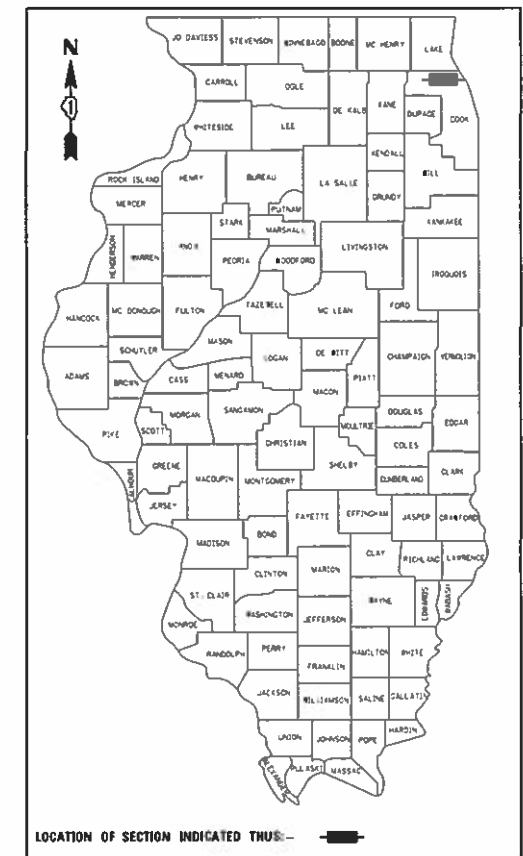 JO DAVIESS STEVENSON WINNEBAGO BOONE MC HENRY LAKE
N
CARROLL OGLE
DE KALB KANE DUPAGE COOK
WHITESIDE LEE
KENDALL WILL
ROCK ISLAND HENRY BUREAU LA SALLE GRUNDY
MERCER PUTNAM KANKAKEE
STARK MARSHALL LIVINGSTON
HENDERSON WARREN KNOX PEORIA WOODFORD IROQUOIS
HANCOCK MC DONOUGH FULTON TAZEWELL MC LEAN FORD
SCHUYLER MASON LOGAN DE WITT CHAMPAIGN VERMILION
ADAMS BROWN CASS MENARD PIATT
MACON
MORGAN SANGAMON DOUGLAS
PIKE SCOTT CHRISTIAN MOULTRIE COLES EDGAR
GREENE MACOUPIN MONTGOMERY SHELBY CUMBERLAND CLARK
CALHOUN JERSEY FAYETTE EFFINGHAM JASPER CRAWFORD
MADISON BOND CLAY RICHLAND LAWRENCE
CLINTON MARION
ST. CLAIR WAYNE EDWARDS WABASH
WASHINGTON JEFFERSON
MONROE
RANDOLPH PERRY HAMILTON WHITE
FRANKLIN
JACKSON WILLIAMSON SALINE GALLATIN
UNION JOHNSON POPE HARDIN
ALEXANDER PULASKI MASSAC
LOCATION OF SECTION INDICATED THUS:-